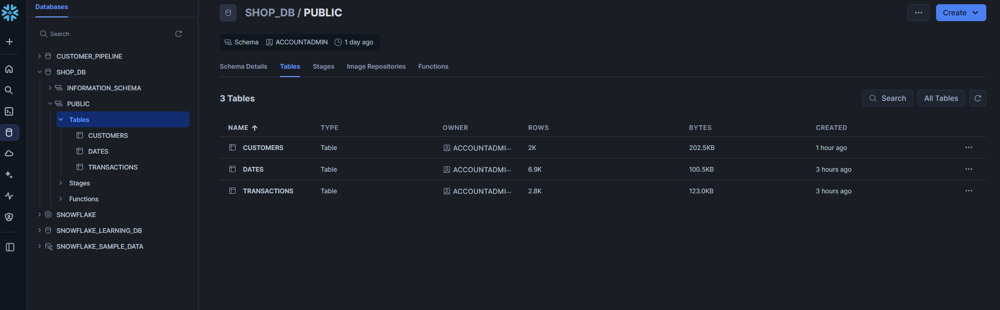 Databases
Search
CUSTOMER_PIPELINE
SHOP_DB
INFORMATION_SCHEMA
PUBLIC
Tables
CUSTOMERS
DATES
TRANSACTIONS
Stages
Functions
SNOWFLAKE
SNOWFLAKE_LEARNING_DB
SNOWFLAKE_SAMPLE_DATA
SHOP_DB / PUBLIC
... Create
Schema ACCOUNTADMIN 1 day ago
Schema Details Tables Stages Image Repositories Functions
3 Tables Search All Tables
NAME TYPE OWNER ROWS BYTES CREATED
CUSTOMERS Table ACCOUNTADMI... 2K 202.5KB 1 hour ago ...
DATES Table ACCOUNTADMI... 6.9K 100.5KB 3 hours ago ...
TRANSACTIONS Table ACCOUNTADMI... 2.8K 123.0KB 3 hours ago ...